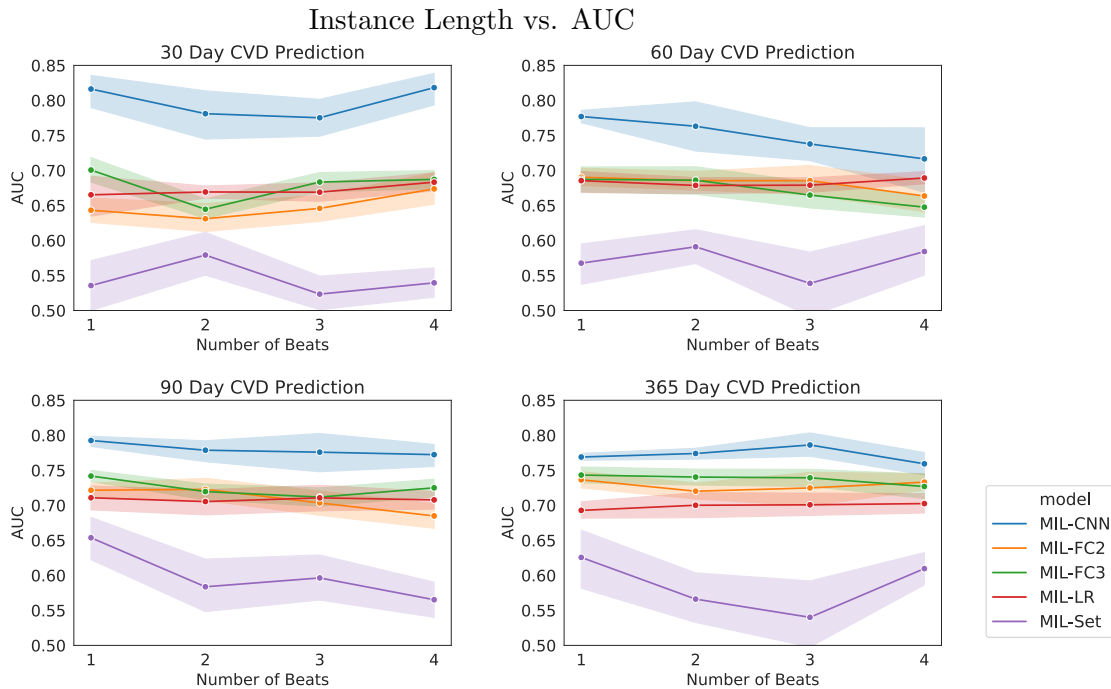 Instance Length vs. AUC
30 Day CVD Prediction
0.85
0.80
0.75
0.70
0.65
0.60
0.55
0.50
AUC
1 2 3 4
Number of Beats
60 Day CVD Prediction
0.85
0.80
0.75
0.70
0.65
0.60
0.55
0.50
AUC
1 2 3 4
Number of Beats
90 Day CVD Prediction
0.85
0.80
0.75
0.70
0.65
0.60
0.55
0.50
AUC
1 2 3 4
Number of Beats
365 Day CVD Prediction
0.85
0.80
0.75
0.70
0.65
0.60
0.55
0.50
AUC
1 2 3 4
Number of Beats
model
MIL-CNN
MIL-FC2
MIL-FC3
MIL-LR
MIL-Set